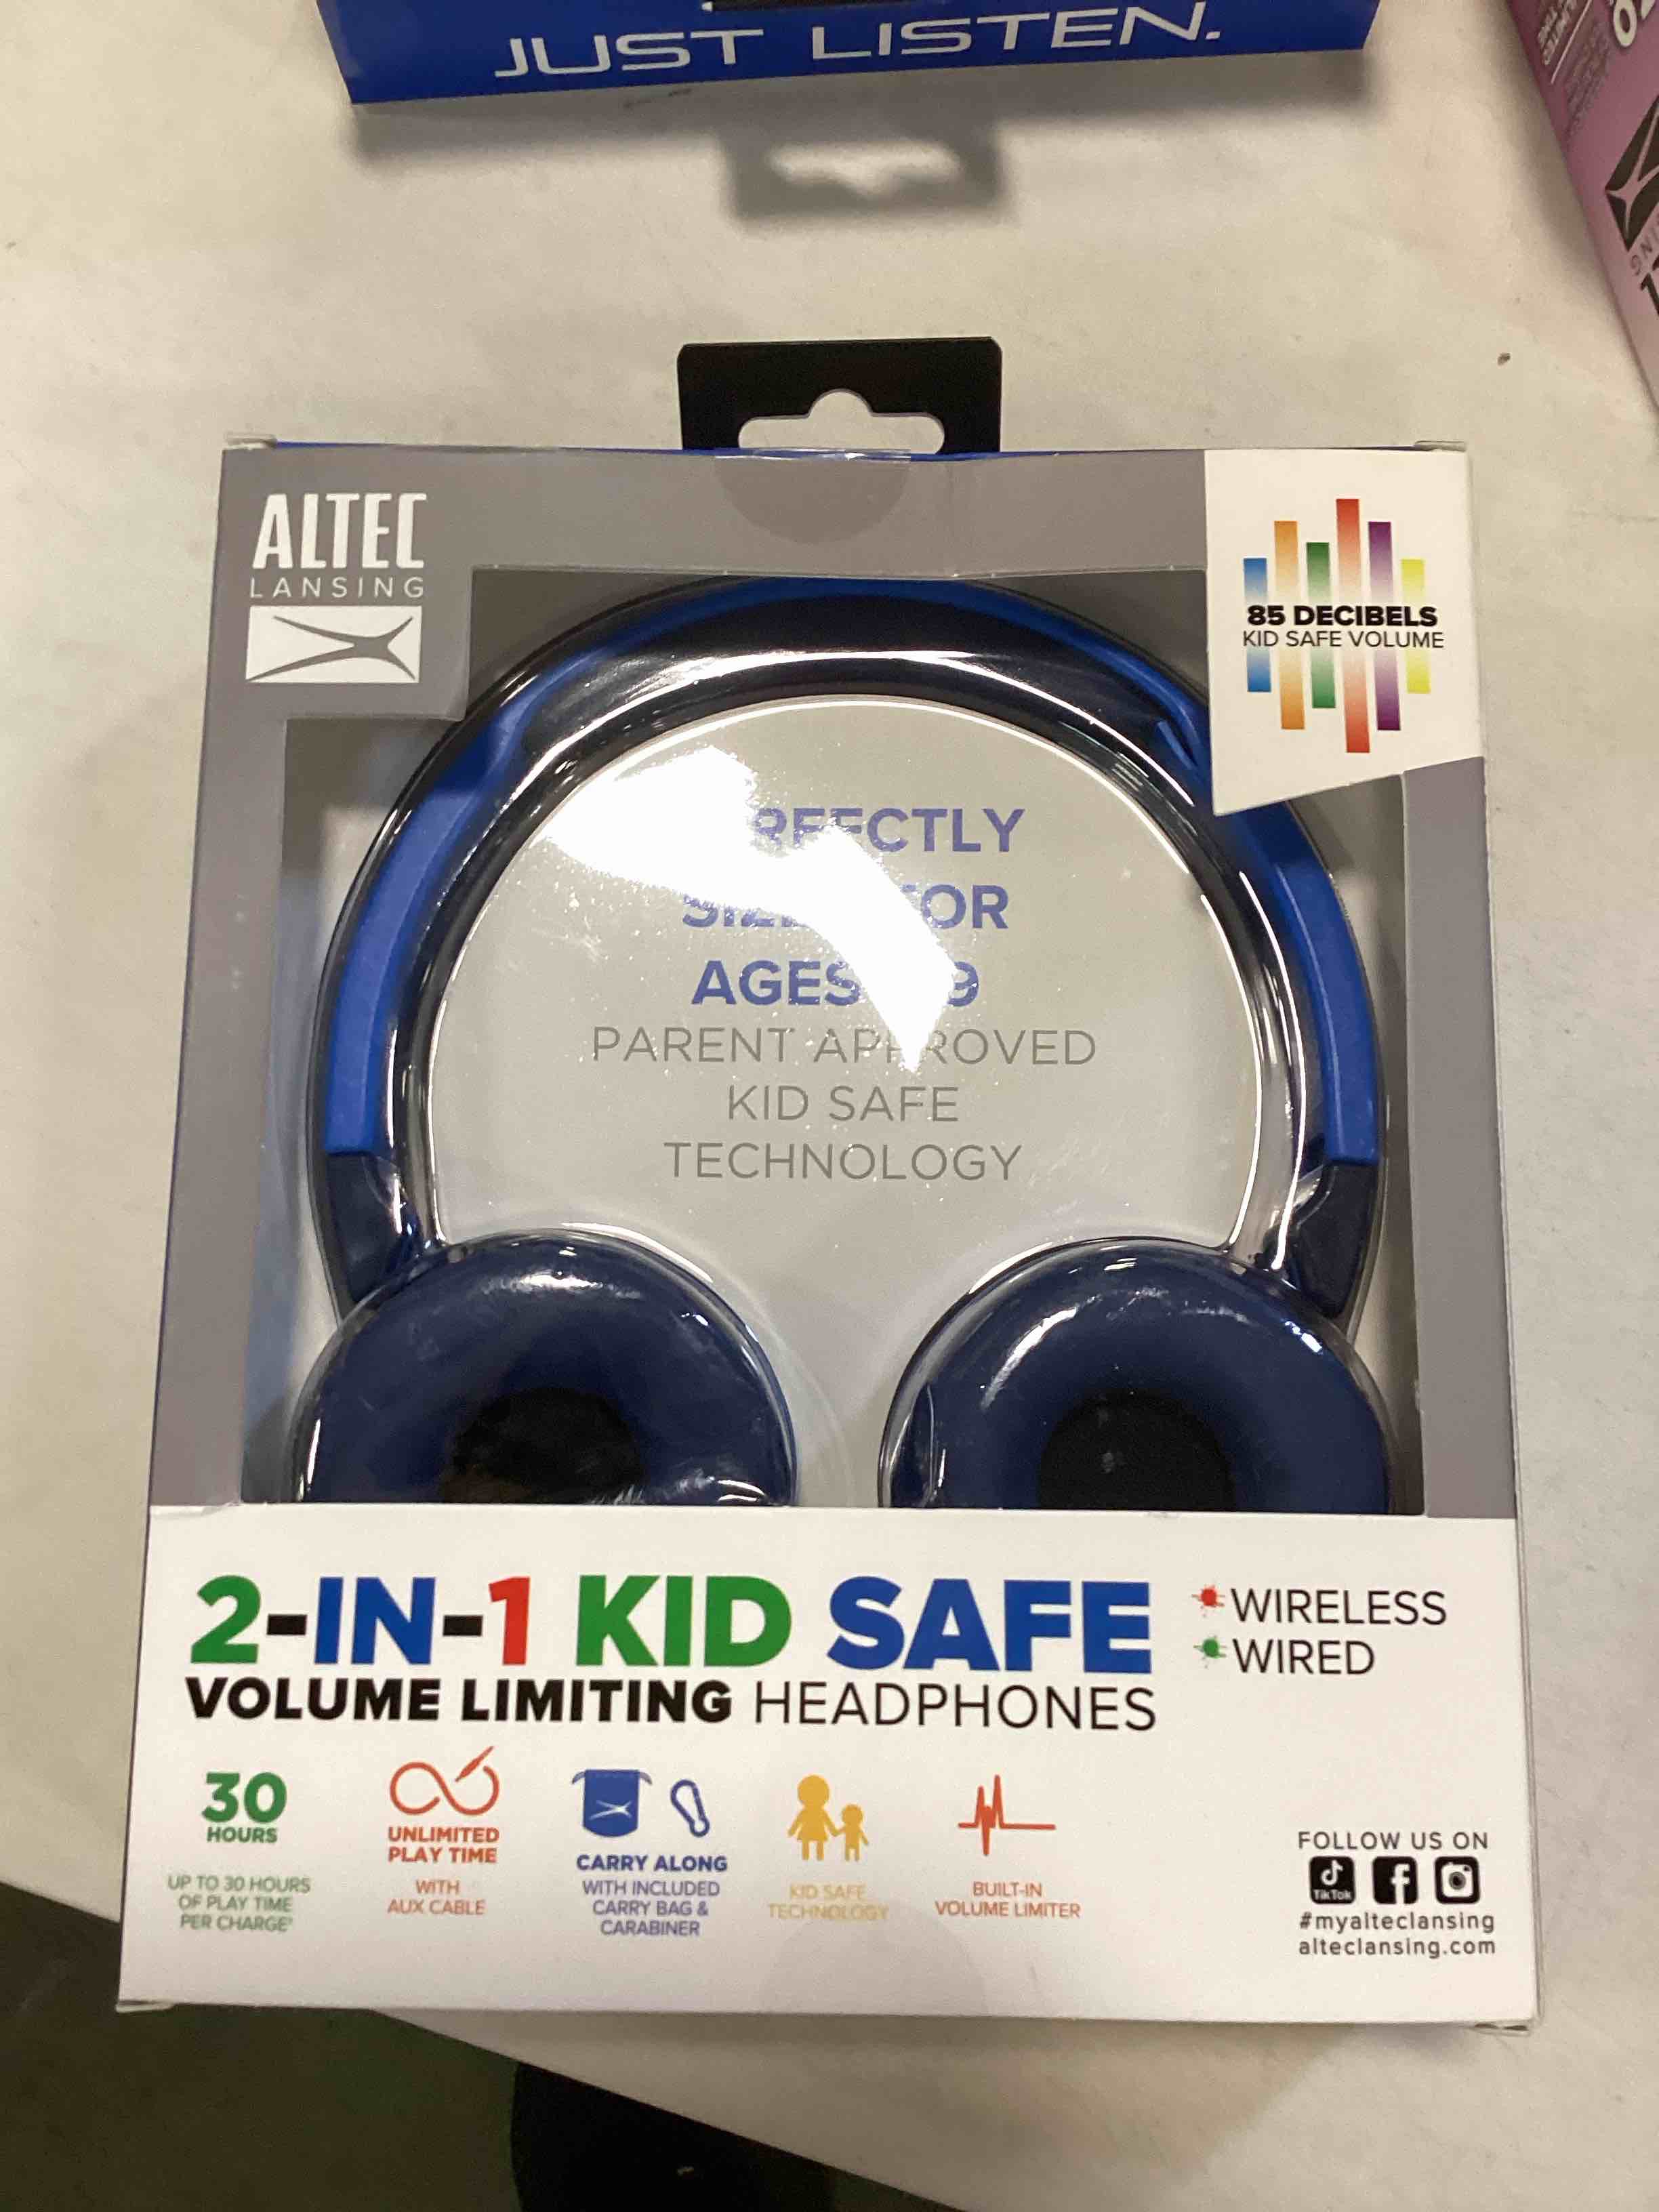 JUST LISTEN.
ALTEC
LANSING
85 DECIBELS
KID SAFE VOLUME
OR
AGES 9
PARENT APPROVED
KID SAFE
TECHNOLOGY
2-IN-1 KID SAFE
VOLUME LIMITING HEADPHONES
WIRELESS
WIRED
30
HOURS
UP TO 30 HOURS
OF PLAY TIME
PER CHARGE
UNLIMITED
PLAY TIME
WITH
AUX CABLE
CARRY ALONG
WITH INCLUDED
CARRY BAG &
CARABINER
KID SAFE
TECHNOLOGY
BUILT-IN
VOLUME LIMITER
FOLLOW US ON
TikTok
#myalteclansing
alteclansing.com